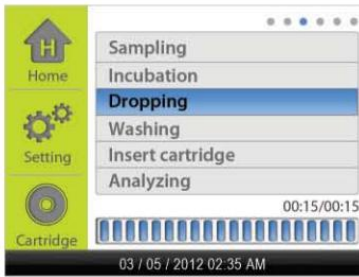 H
Home
Setting
Cartridge
Sampling
Incubation
Dropping
Washing
Insert cartridge
Analyzing
00:15/00:15
03 / 05 / 2012 02:35 AM